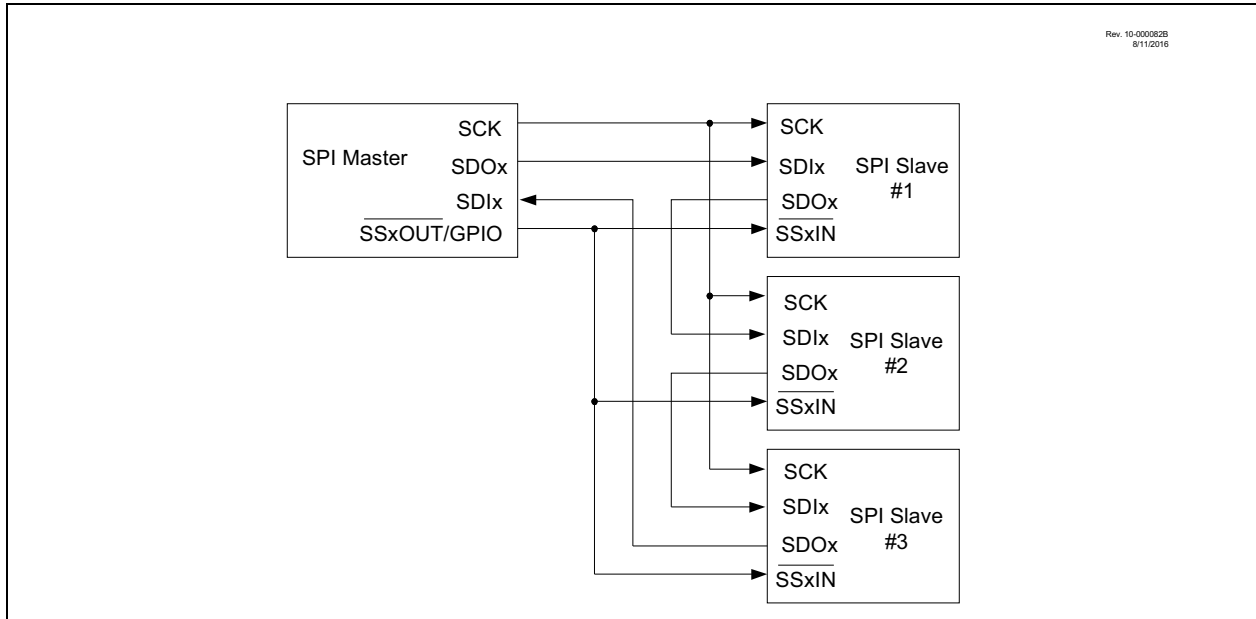 Rev. 10-000082B
8/11/2016
SPI Master
SCK
SDOx
SDIx
SSxOUT/GPIO
SCK
SDIx
SDOx
SSxIN
SPI Slave
#1
SCK
SDIx
SDOx
SSxIN
SPI Slave
#2
SCK
SDIx
SDOx
SSxIN
SPI Slave
#3